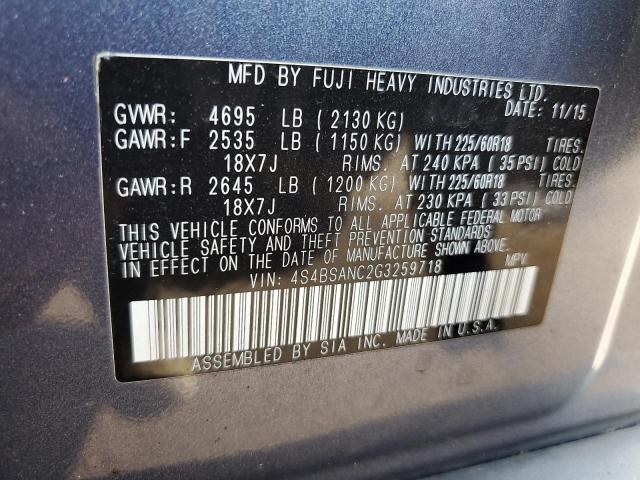 MFD BY FUJI HEAVY INDUSTRIES LTD.
DATE: 11/15
GVWR: 4695 LB ( 2130 KG)
GAWR:F 2535 LB ( 1150 KG) WITH 225/60R18 TIRES.
18X7J RIMS. AT 240 KPA ( 35 PSI) COLD
GAWR:R 2645 LB ( 1200 KG) WITH 225/60R18 TIRES.
18X7J RIMS. AT 230 KPA ( 33 PSI) COLD
THIS VEHICLE CONFORMS TO ALL APPLICABLE FEDERAL MOTOR
VEHICLE SAFETY AND THEFT PREVENTION STANDARDS
IN EFFECT ON THE DATE OF MANUFACTURE SHOWN ABOVE.
VIN: 4S4BSANC2G3259718 MPV
ASSEMBLED BY SIA INC. MADE IN U.S.A.